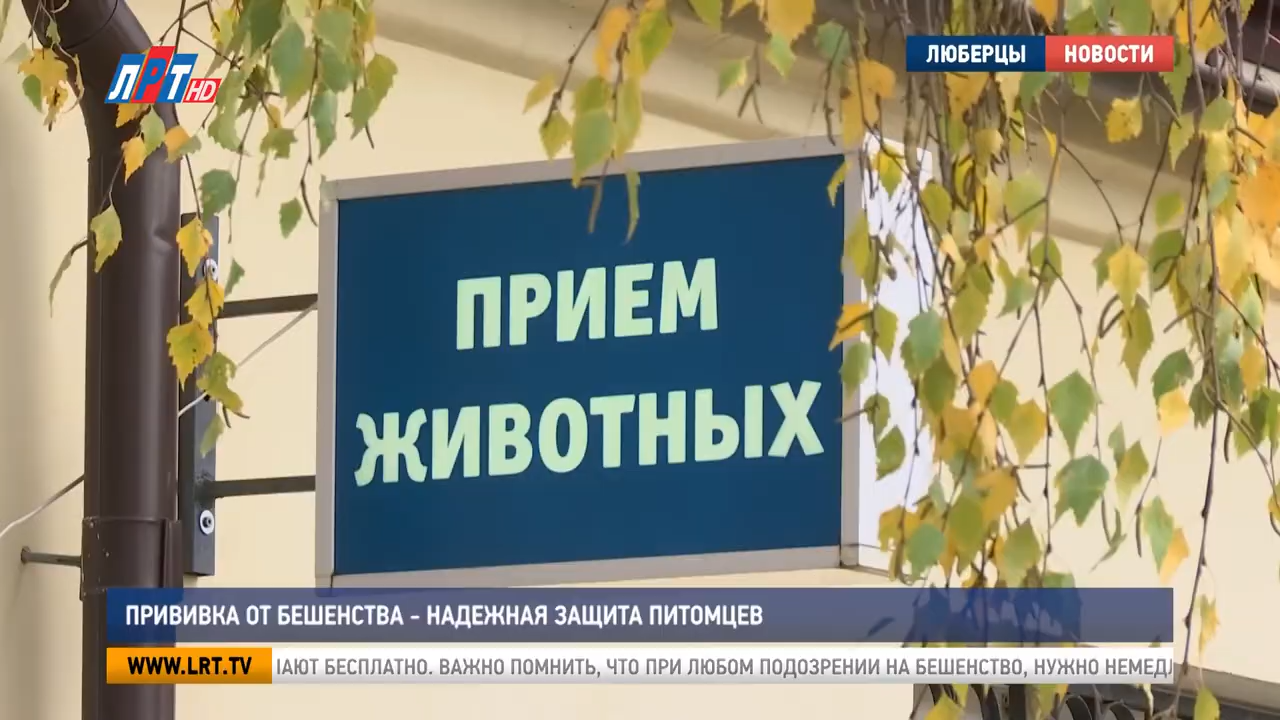 ЛРТ HD
ЛЮБЕРЦЫ НОВОСТИ
ПРИЕМ
ЖИВОТНЫХ
ПРИВИВКА ОТ БЕШЕНСТВА - НАДЕЖНАЯ ЗАЩИТА ПИТОМЦЕВ
WWW.LRT.TV
БЕСПЛАТНО. ВАЖНО ПОМНИТЬ, ЧТО ПРИ ЛЮБОМ ПОДОЗРЕНИИ НА БЕШЕНСТВО, НУЖНО